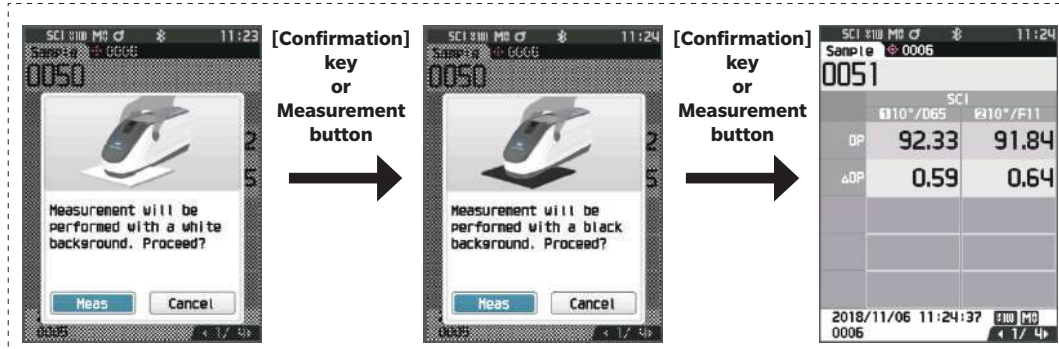 SCI M0 11:23
Sample 0006
0050
Measurement will be
performed with a white
background. Proceed?
Meas Cancel
0005 1/ 4
[Confirmation]
key
or
Measurement
button
SCI M0 11:24
0050
Measurement will be
performed with a black
background. Proceed?
Meas Cancel
1/ 4
[Confirmation]
key
or
Measurement
button
SCI M0 11:24
Sample 0006
0051
SCI
1 10°/D65 2 10°/F11
OP 92.33 91.84
ΔOP 0.59 0.64
2018/11/06 11:24:37 M0
0006 1/ 4